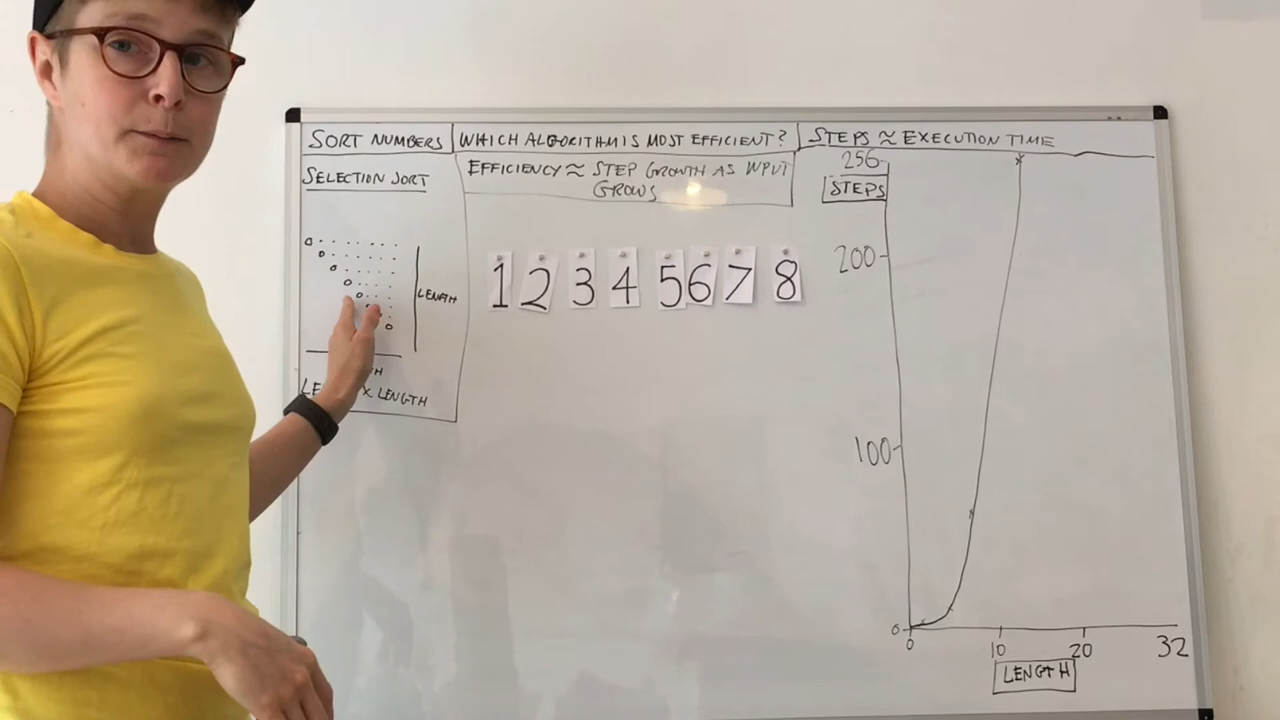 SORT NUMBERS
WHICH ALGORITHM IS MOST EFFICIENT?
STEPS ≈ EXECUTION TIME
SELECTION SORT
EFFICIENCY ≈ STEP GROWTH AS INPUT
GROWS
LENGTH
X LENGTH
1 2 3 4 5 6 7 8
256
STEPS
200
100
0
0 10 20 32
LENGTH